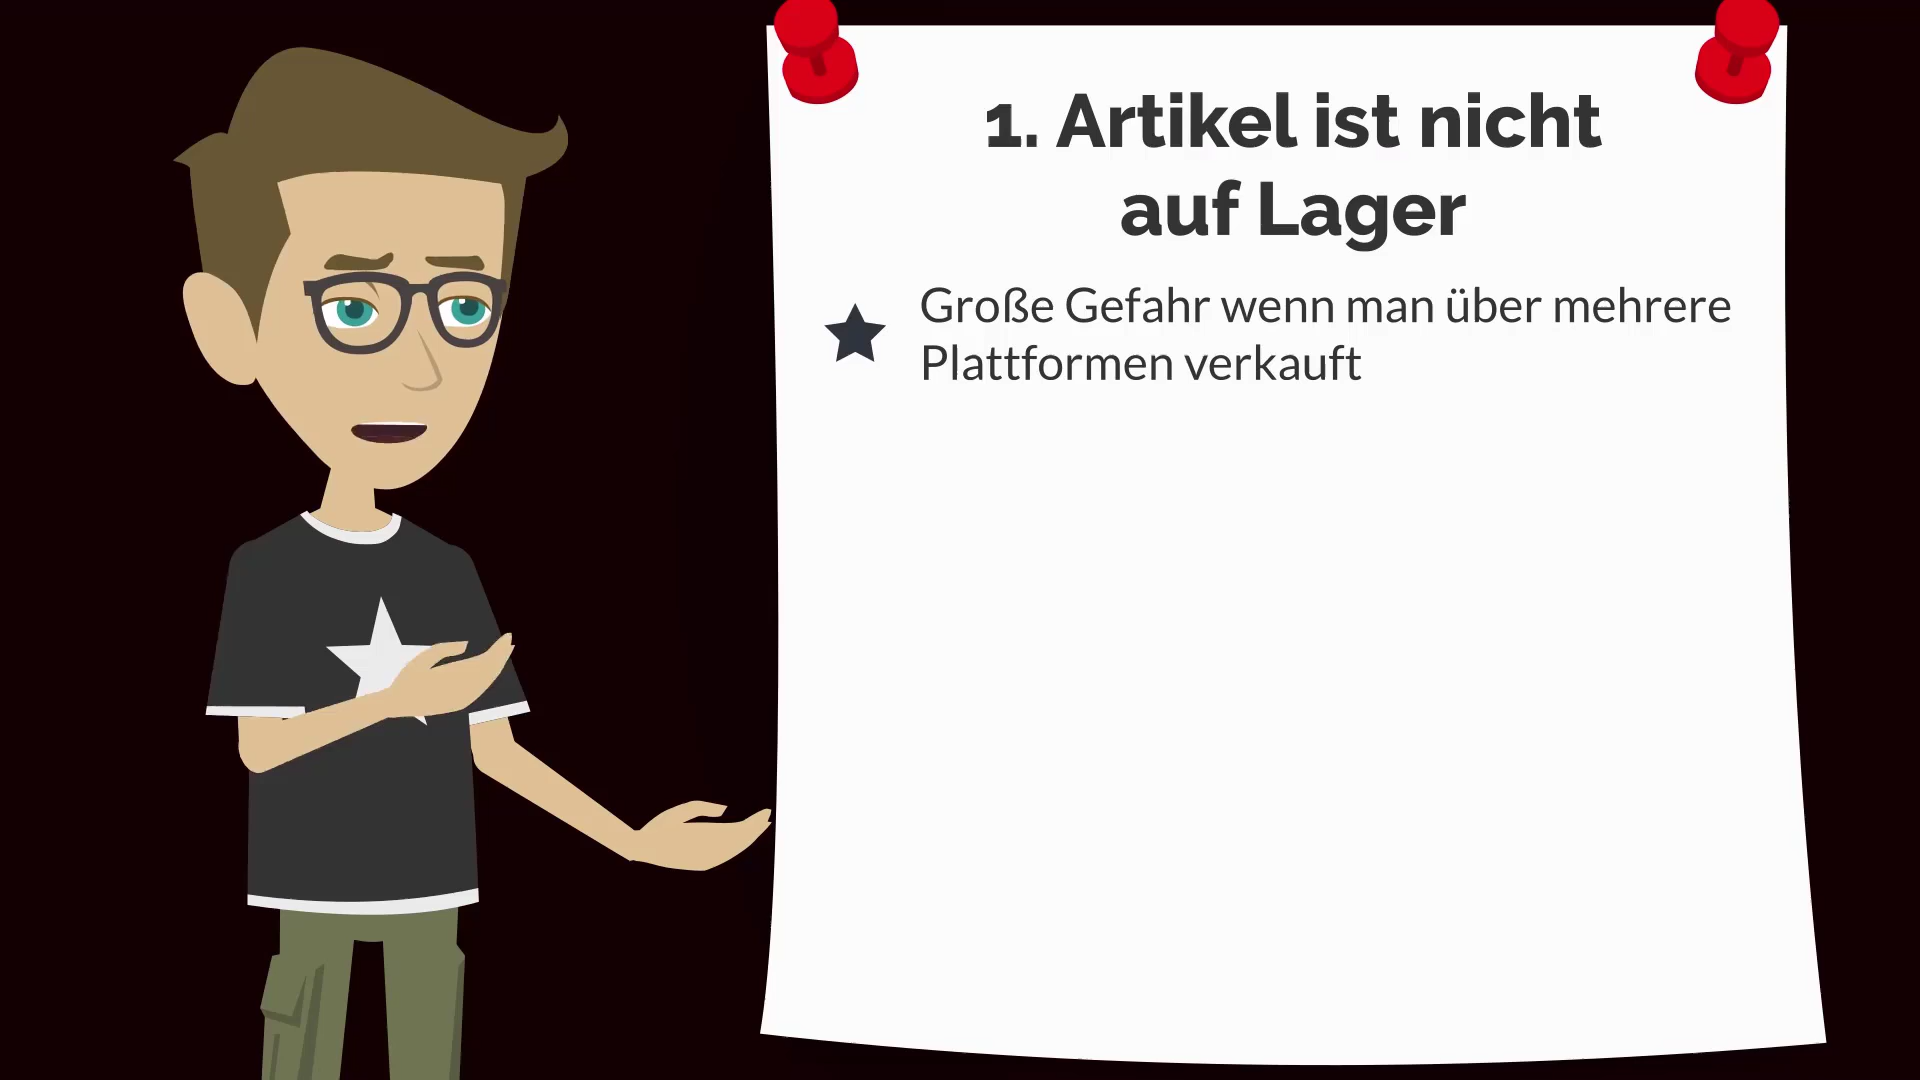 1. Artikel ist nicht
auf Lager
Große Gefahr wenn man über mehrere
Plattformen verkauft